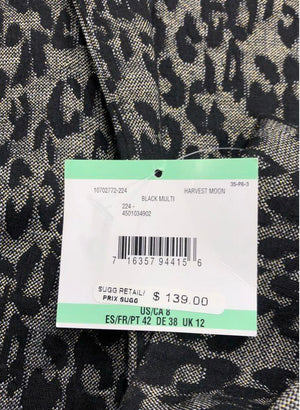 35-P6-3
10702772-224 HARVEST MOON
BLACK MULTI
224 -
4501034902
7 16357 94415 6
SUGG RETAIL/
PRIX SUGG $ 139.00
US/CA 8
ES/FR/PT 42 DE 38 UK 12